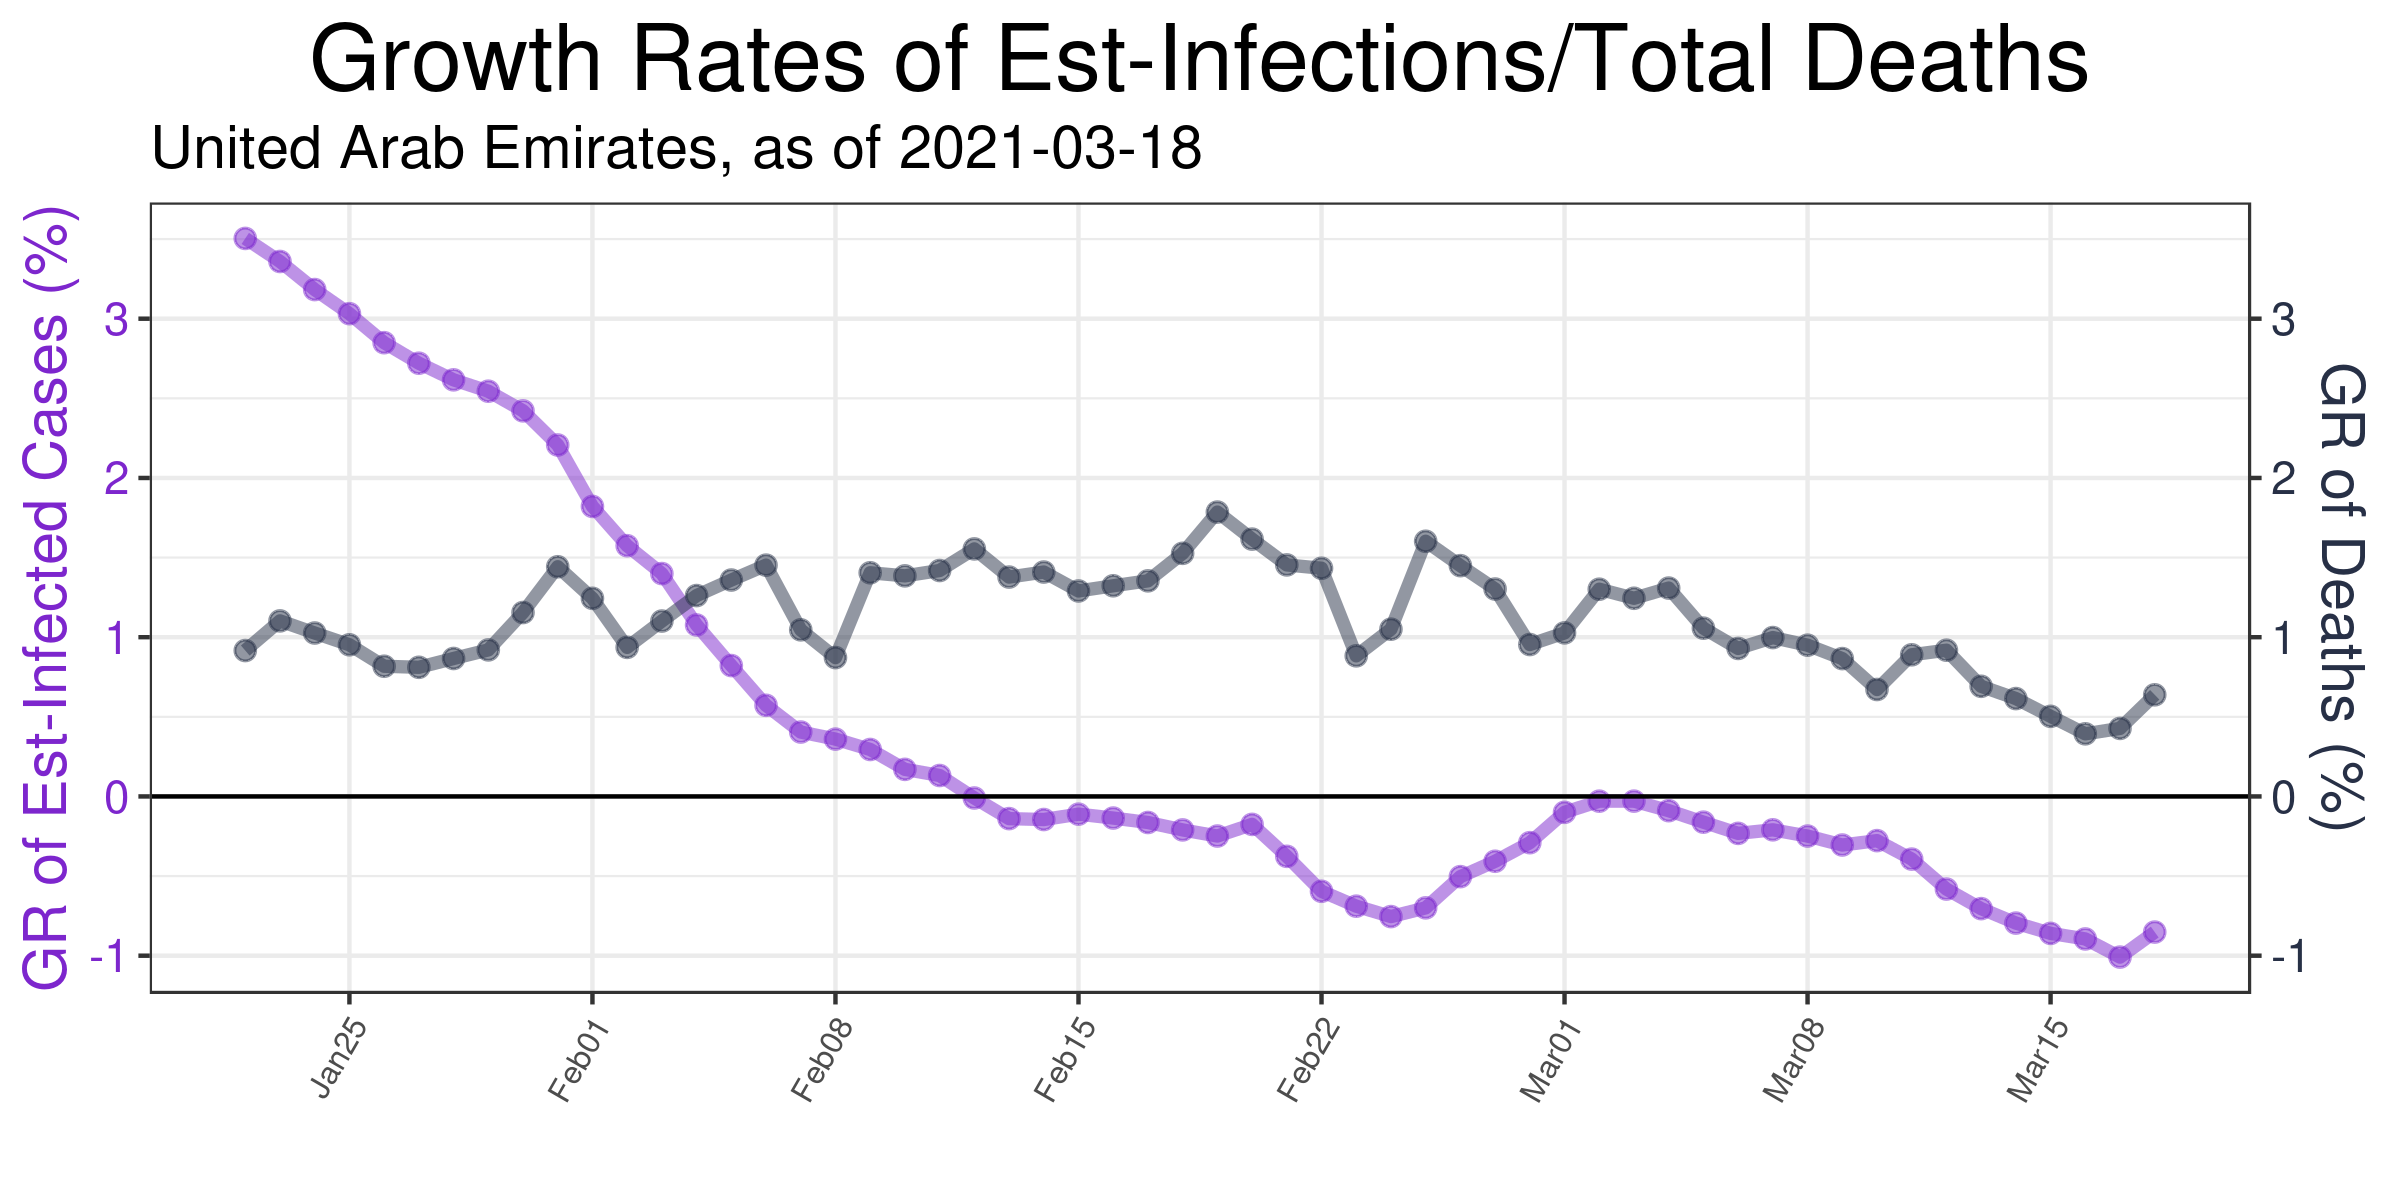 Growth Rates of Est-Infections/Total Deaths
United Arab Emirates, as of 2021-03-18
GR of Est-Infected Cases (%)
3
2
1
0
-1
3
2
1
0
-1
GR of Deaths (%)
Jan25
Feb01
Feb08
Feb15
Feb22
Mar01
Mar08
Mar15